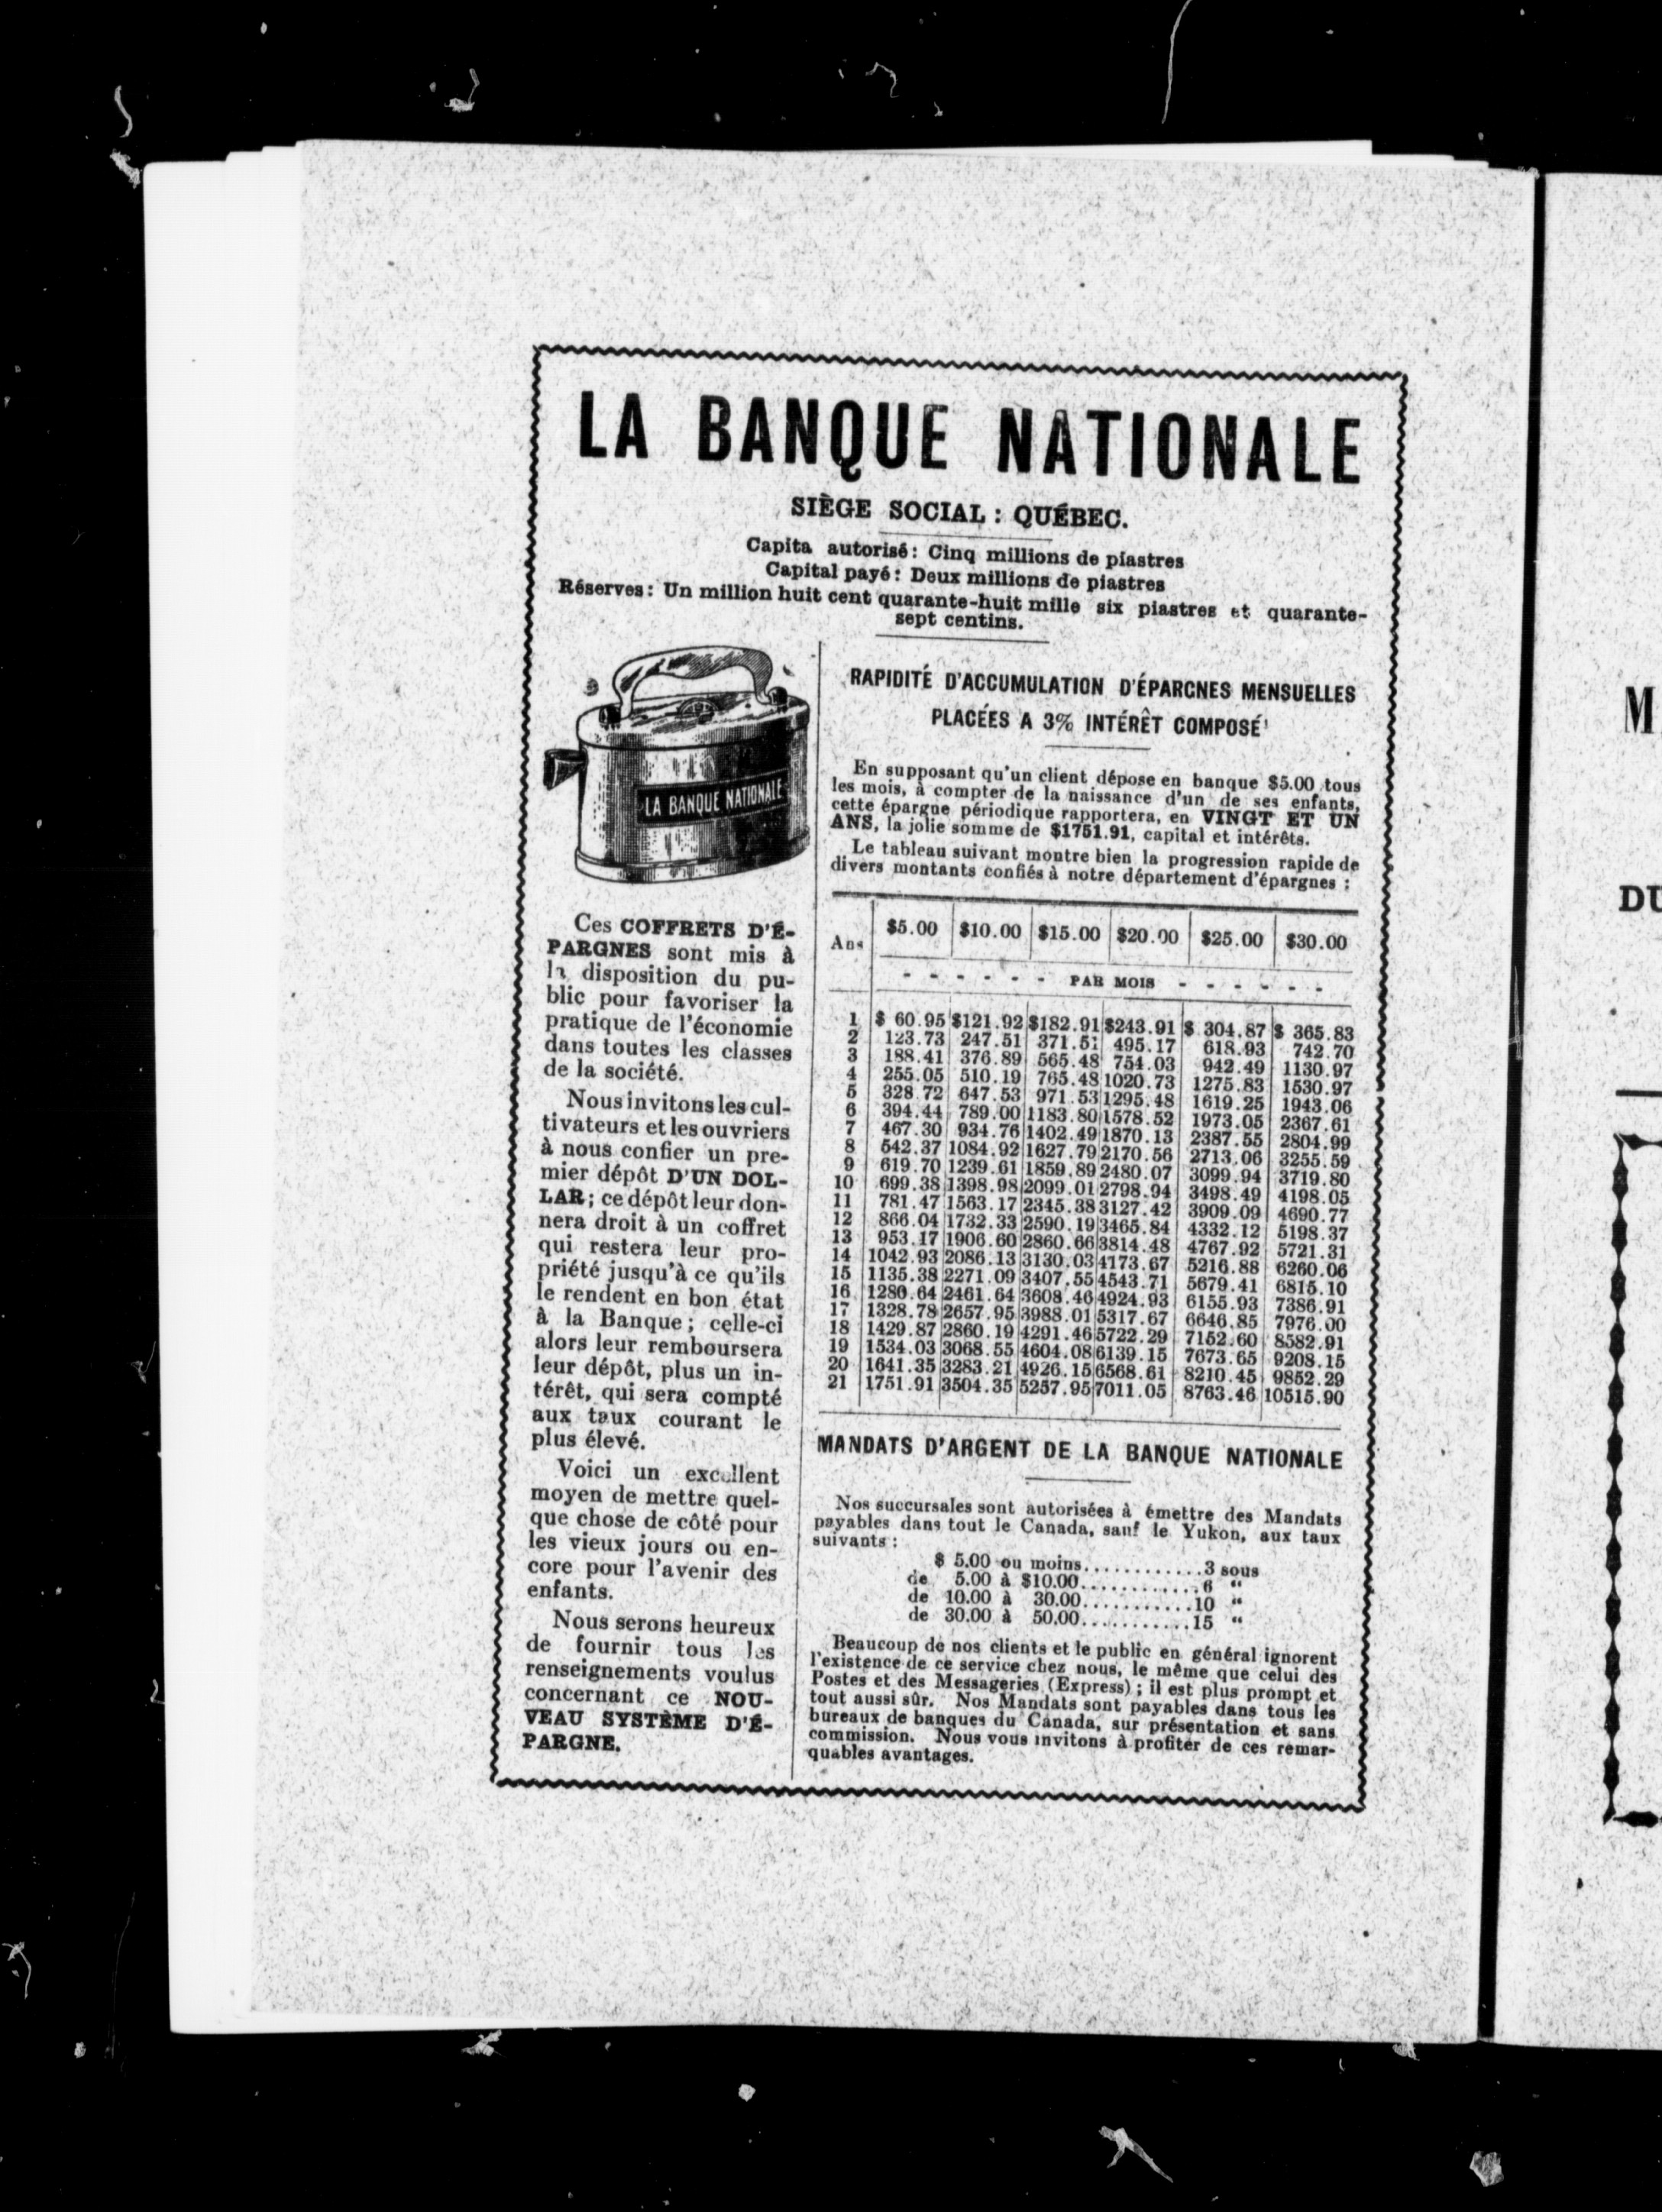 LA BANQUE NATIONALE
SIÈGE SOCIAL : QUÉBEC.
Capita autorisé : Cinq millions de piastres
Capital payé : Deux millions de piastres
Réserves : Un million huit cent quarante-huit mille six piastres et quarante-
sept centins.
LA BANQUE NATIONALE
Ces COFFRETS D'É-
PARGNES sont mis à
la disposition du pu-
blic pour favoriser la
pratique de l'économie
dans toutes les classes
de la société.
Nous invitons les cul-
tivateurs et les ouvriers
à nous confier un pre-
mier dépôt D'UN DOL-
LAR ; ce dépôt leur don-
nera droit à un coffret
qui restera leur pro-
priété jusqu'à ce qu'ils
le rendent en bon état
à la Banque ; celle-ci
alors leur remboursera
leur dépôt, plus un in-
térêt, qui sera compté
aux taux courant le
plus élevé.
Voici un excellent
moyen de mettre quel-
que chose de côté pour
les vieux jours ou en-
core pour l'avenir des
enfants.
Nous serons heureux
de fournir tous les
renseignements voulus
concernant ce NOU-
VEAU SYSTÈME D'É-
PARGNE.
RAPIDITÉ D'ACCUMULATION D'ÉPARGNES MENSUELLES
PLACÉES A 3% INTÉRÊT COMPOSÉ
En supposant qu'un client dépose en banque $5.00 tous
les mois, à compter de la naissance d'un de ses enfants,
cette épargne périodique rapportera, en VINGT ET UN
ANS, la jolie somme de $1751.91, capital et intérêts.
Le tableau suivant montre bien la progression rapide de
divers montants confiés à notre département d'épargnes :
Ans $5.00 $10.00 $15.00 $20.00 $25.00 $30.00
- - - - - - PAR MOIS - - - - - -
1 $ 60.95 $121.92 $182.91 $243.91 $ 304.87 $ 365.83
2 123.73 247.51 371.51 495.17 618.93 742.70
3 188.41 376.89 565.48 754.03 942.49 1130.97
4 255.05 510.19 765.48 1020.73 1275.83 1530.97
5 328 72 647.53 971.53 1295.48 1619.25 1943.06
6 394.44 789.00 1183.80 1578.52 1973.05 2367.61
7 467.30 934.76 1402.49 1870.13 2387.55 2804.99
8 542.37 1084.92 1627.79 2170.56 2713.06 3255.59
9 619.70 1239.61 1859.89 2480.07 3099.94 3719.80
10 699.38 1398.98 2099.01 2798.94 3498.49 4198.05
11 781.47 1563.17 2345.38 3127.42 3909.09 4690.77
12 866.04 1732.33 2590.19 3465.84 4332.12 5198.37
13 953.17 1906.60 2860.66 3814.48 4767.92 5721.31
14 1042.93 2086.13 3130.03 4173.67 5216.88 6260.06
15 1135.38 2271.09 3407.55 4543.71 5679.41 6815.10
16 1280.64 2461.64 3608.46 4924.93 6155.93 7386.91
17 1328.78 2657.95 3988.01 5317.67 6646.85 7976.00
18 1429.87 2860.19 4291.46 5722.29 7152.60 8582.91
19 1534.03 3068.55 4604.08 6139.15 7673.65 9208.15
20 1641.35 3283.21 4926.15 6568.61 8210.45 9852.29
21 1751.91 3504.35 5257.95 7011.05 8763.46 10515.90
MANDATS D'ARGENT DE LA BANQUE NATIONALE
Nos succursales sont autorisées à émettre des Mandats
payables dans tout le Canada, sauf le Yukon, aux taux
suivants :
$ 5.00 ou moins............3 sous
de 5.00 à $10.00............6 "
de 10.00 à 30.00...........10 "
de 30.00 à 50.00...........15 "
Beaucoup de nos clients et le public en général ignorent
l'existence de ce service chez nous, le même que celui des
Postes et des Messageries (Express) ; il est plus prompt et
tout aussi sûr. Nos Mandats sont payables dans tous les
bureaux de banques du Canada, sur présentation et sans
commission. Nous vous invitons à profiter de ces remar-
quables avantages.
M
DU